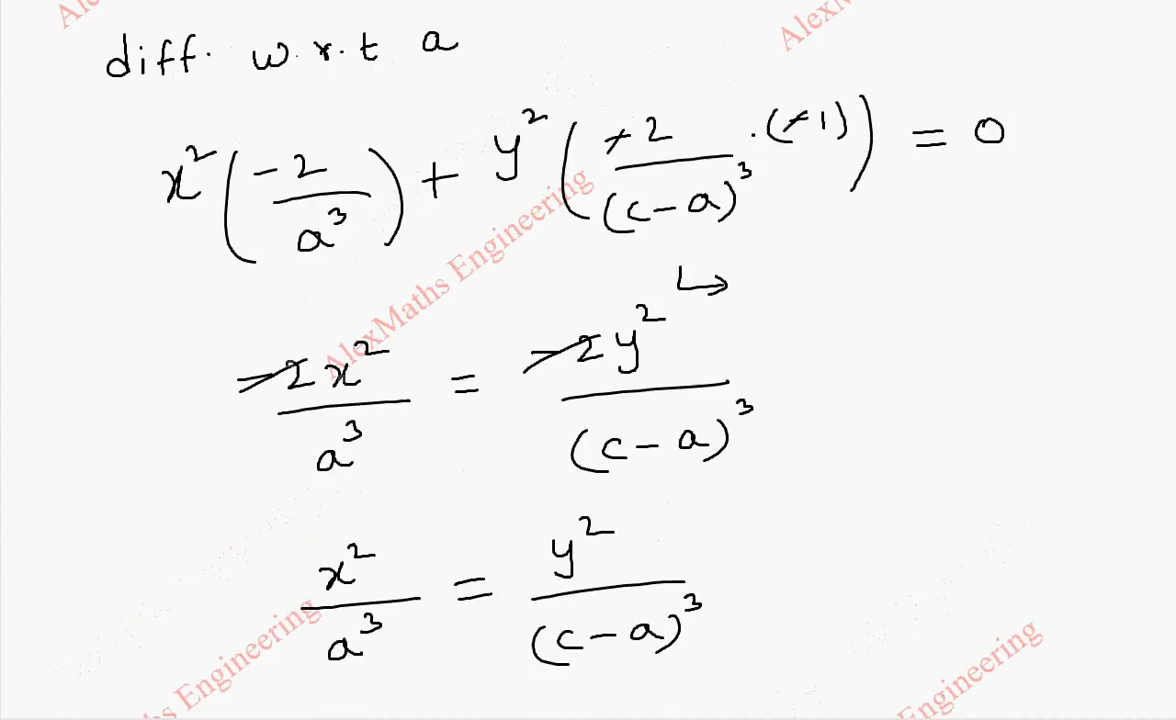 diff. w.r.t a
x²(-2/a³) + y²(-2/(c-a)³ .(-1)) = 0
-2x²/a³ = -2y²/(c-a)³
x²/a³ = y²/(c-a)³
AlexMaths Engineering